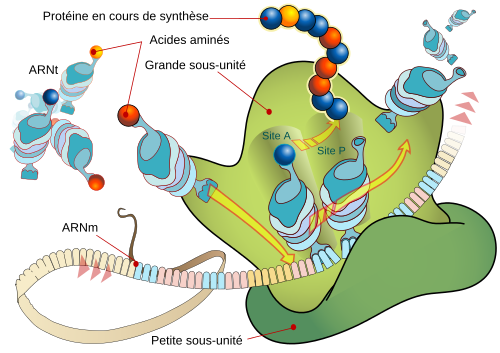 Protéine en cours de synthèse
Acides aminés
Grande sous-unité
ARNt
Site A
Site P
ARNm
Petite sous-unité